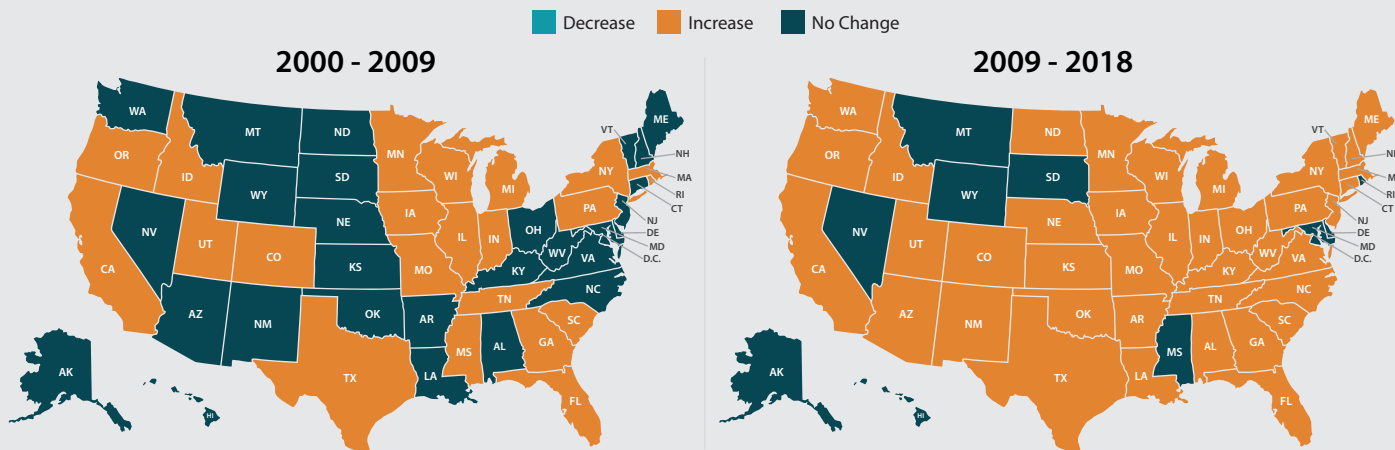 Decrease Increase No Change
2000 - 2009
WA
MT
ND
MN
ME
VT
NH
OR
ID
WY
SD
WI
MI
NY
MA
RI
CT
NV
UT
CO
NE
IA
IL
IN
OH
PA
NJ
DE
MD
D.C.
CA
KS
MO
KY
WV
VA
AZ
NM
OK
AR
TN
NC
SC
MS
AL
GA
TX
LA
FL
AK
HI
2009 - 2018
WA
MT
ND
MN
ME
VT
OR
ID
WY
SD
WI
MI
NY
RI
CT
NV
UT
CO
NE
IA
IL
IN
OH
PA
NJ
DE
MD
D.C.
CA
KS
MO
KY
WV
VA
AZ
NM
OK
AR
TN
NC
SC
MS
AL
GA
TX
LA
FL
AK
HI